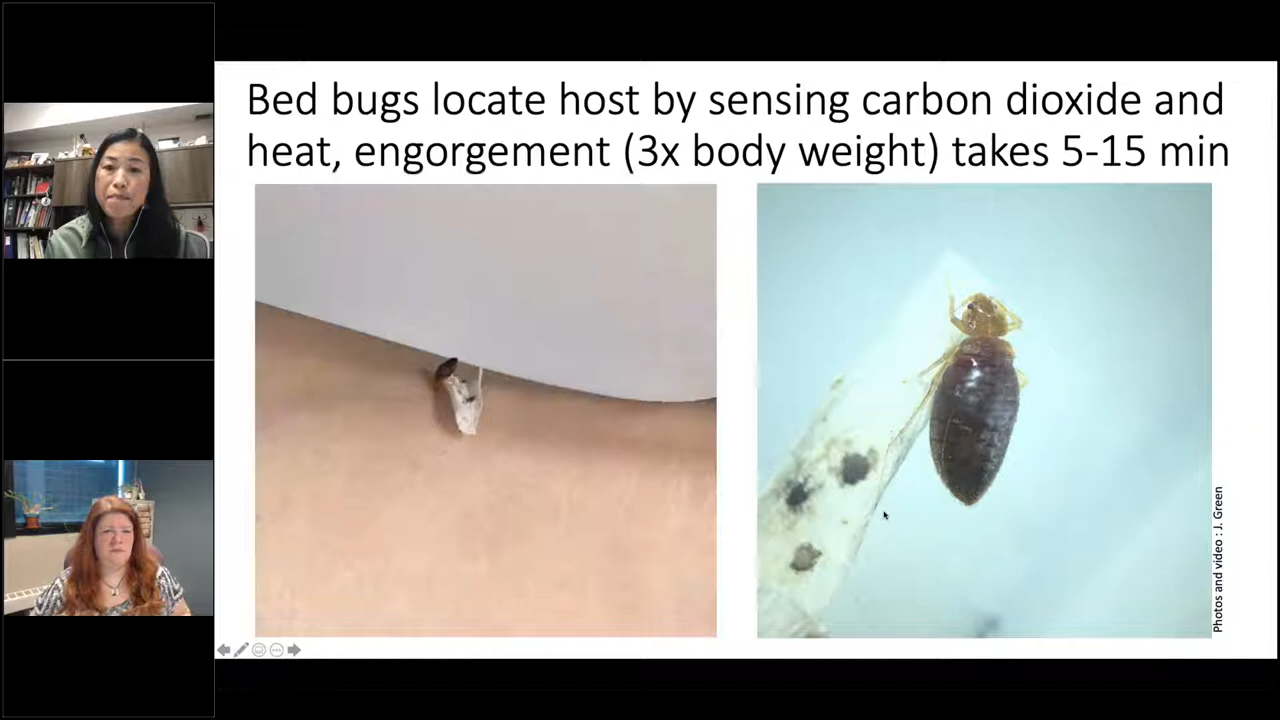 Bed bugs locate host by sensing carbon dioxide and
heat, engorgement (3x body weight) takes 5-15 min
Photos and video : J. Green